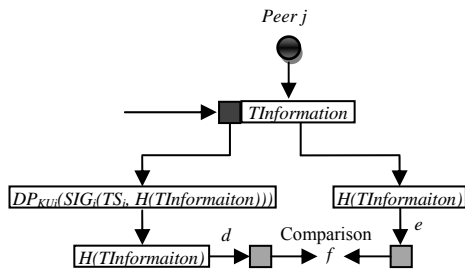 Peer j
TInformation
DP_KUi(SIG_i(TS_i, H(TInformaiton)))
H(TInformaiton)
e
d
Comparison
H(TInformaiton)
f